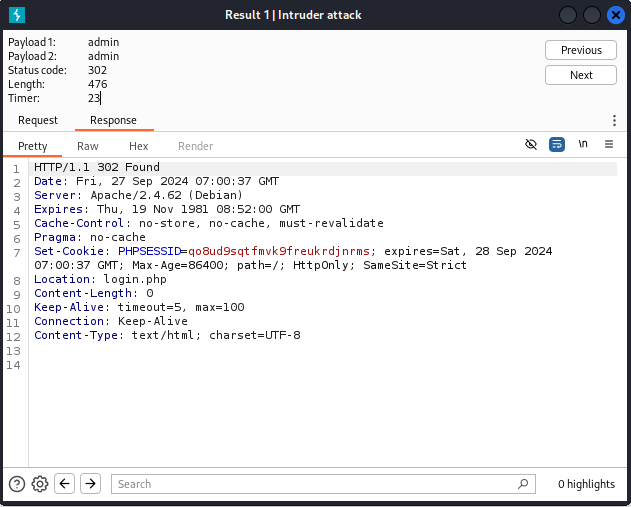 Result 1 | Intruder attack
Payload 1: admin
Payload 2: admin
Status code: 302
Length: 476
Timer: 23
Previous
Next
Request Response
Pretty Raw Hex Render
\n
1 HTTP/1.1 302 Found
2 Date: Fri, 27 Sep 2024 07:00:37 GMT
3 Server: Apache/2.4.62 (Debian)
4 Expires: Thu, 19 Nov 1981 08:52:00 GMT
5 Cache-Control: no-store, no-cache, must-revalidate
6 Pragma: no-cache
7 Set-Cookie: PHPSESSID=qo8ud9sqtfmvk9freukrdjnrms; expires=Sat, 28 Sep 2024
07:00:37 GMT; Max-Age=86400; path=/; HttpOnly; SameSite=Strict
8 Location: login.php
9 Content-Length: 0
10 Keep-Alive: timeout=5, max=100
11 Connection: Keep-Alive
12 Content-Type: text/html; charset=UTF-8
13
14
Search
0 highlights